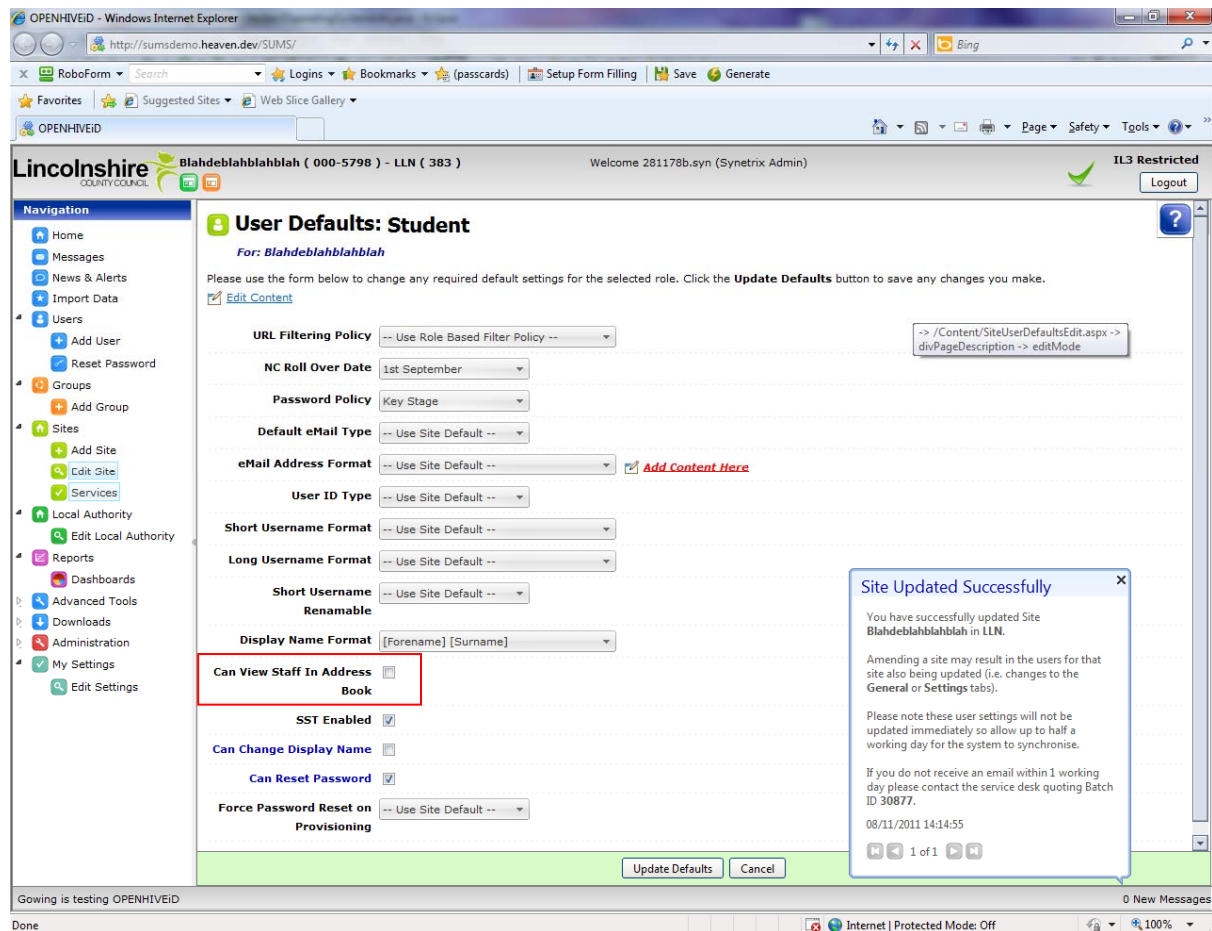 OPENHIVEiD - Windows Internet Explorer
http://sumsdemo.heaven.dev/SUMS/
Bing
RoboForm Search Logins Bookmarks (passcards) Setup Form Filling Save Generate
Favorites Suggested Sites Web Slice Gallery
OPENHIVEiD
Page Safety Tools
Lincolnshire
COUNTY COUNCIL
Blahdeblahblahblah ( 000-5798 ) - LLN ( 383 )
Welcome 281178b.syn (Synetrix Admin)
IL3 Restricted
Logout
Navigation
Home
Messages
News & Alerts
Import Data
Users
Add User
Reset Password
Groups
Add Group
Sites
Add Site
Edit Site
Services
Local Authority
Edit Local Authority
Reports
Dashboards
Advanced Tools
Downloads
Administration
My Settings
Edit Settings
User Defaults: Student
For: Blahdeblahblahblah
Please use the form below to change any required default settings for the selected role. Click the Update Defaults button to save any changes you make.
Edit Content
-> /Content/SiteUserDefaultsEdit.aspx ->
divPageDescription -> editMode
URL Filtering Policy -- Use Role Based Filter Policy --
NC Roll Over Date 1st September
Password Policy Key Stage
Default eMail Type -- Use Site Default --
eMail Address Format -- Use Site Default -- Add Content Here
User ID Type -- Use Site Default --
Short Username Format -- Use Site Default --
Long Username Format -- Use Site Default --
Short Username
Renamable
-- Use Site Default --
Display Name Format [Forename] [Surname]
Can View Staff In Address
Book
SST Enabled
Can Change Display Name
Can Reset Password
Force Password Reset on
Provisioning
-- Use Site Default --
Site Updated Successfully
You have successfully updated Site
Blahdeblahblahblah in LLN.
Amending a site may result in the users for that
site also being updated (i.e. changes to the
General or Settings tabs).
Please note these user settings will not be
updated immediately so allow up to half a
working day for the system to synchronise.
If you do not receive an email within 1 working
day please contact the service desk quoting Batch
ID 30877.
08/11/2011 14:14:55
1 of 1
Update Defaults Cancel
Gowing is testing OPENHIVEiD
0 New Messages
Done
Internet | Protected Mode: Off
100%